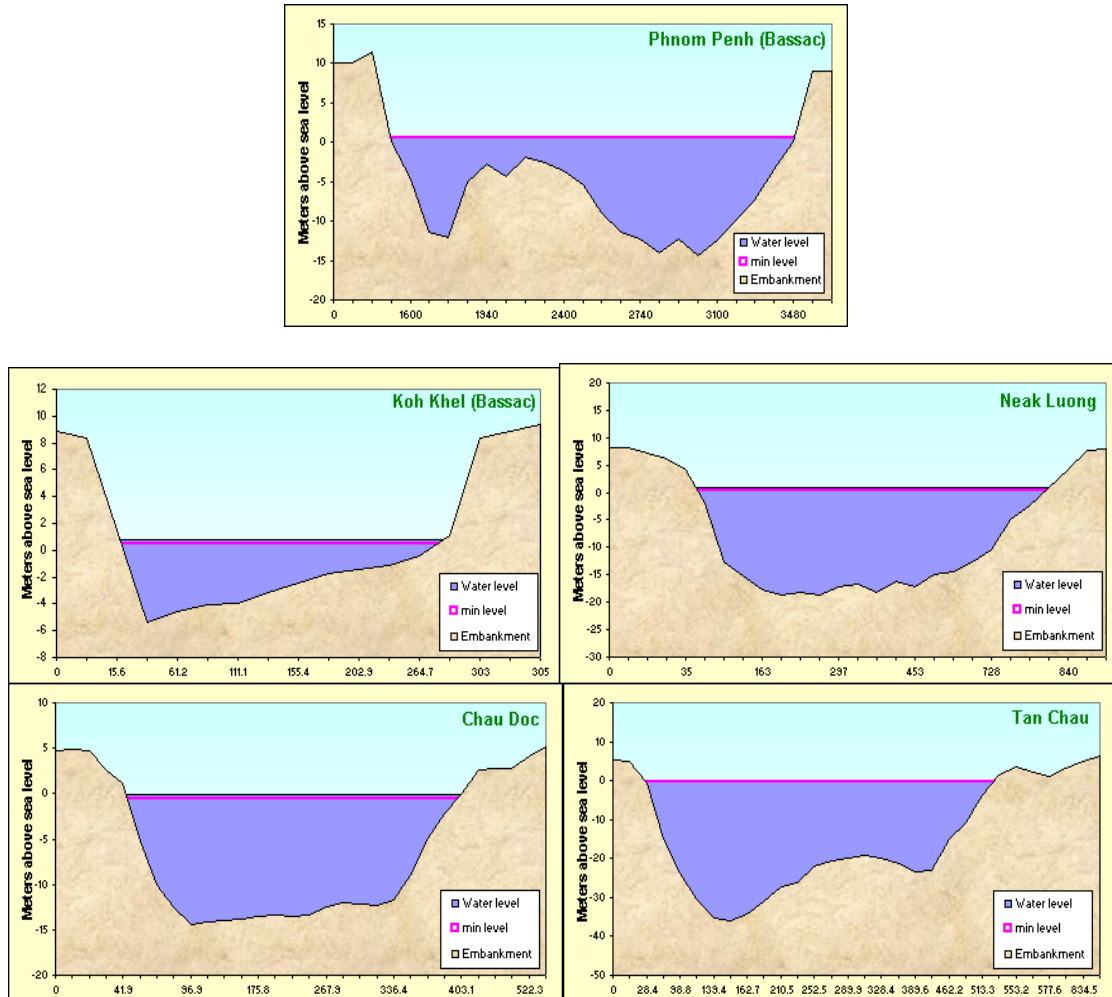 Phnom Penh (Bassac)
Meters above sea level
15
10
5
0
-5
-10
-15
-20
0 1600 1940 2400 2740 3100 3480
Water level
min level
Embankment
Koh Khel (Bassac)
Meters above sea level
12
10
8
6
4
2
0
-2
-4
-6
-8
0 15.6 61.2 111.1 155.4 202.9 264.7 303 305
Water level
min level
Embankment
Neak Luong
Meters above sea level
20
15
10
5
0
-5
-10
-15
-20
-25
-30
0 35 163 297 453 728 840
Water level
min level
Embankment
Chau Doc
Meters above sea level
10
5
0
-5
-10
-15
-20
0 41.9 96.9 175.8 267.9 336.4 403.1 522.3
Water level
min level
Embankment
Tan Chau
Meters above sea level
20
10
0
-10
-20
-30
-40
-50
0 28.4 98.8 139.4 162.7 210.5 252.5 289.9 328.4 389.6 462.2 513.3 553.2 577.6 834.5
Water level
min level
Embankment